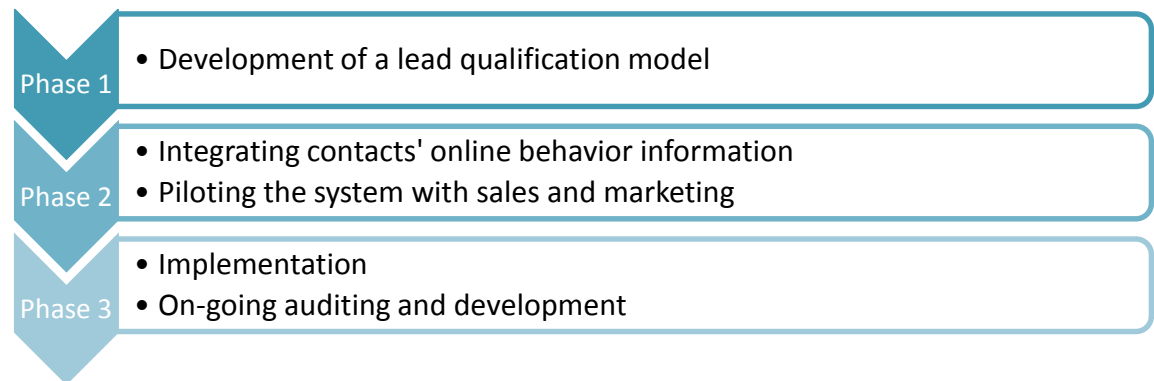 Phase 1
• Development of a lead qualification model
Phase 2
• Integrating contacts' online behavior information
• Piloting the system with sales and marketing
Phase 3
• Implementation
• On-going auditing and development